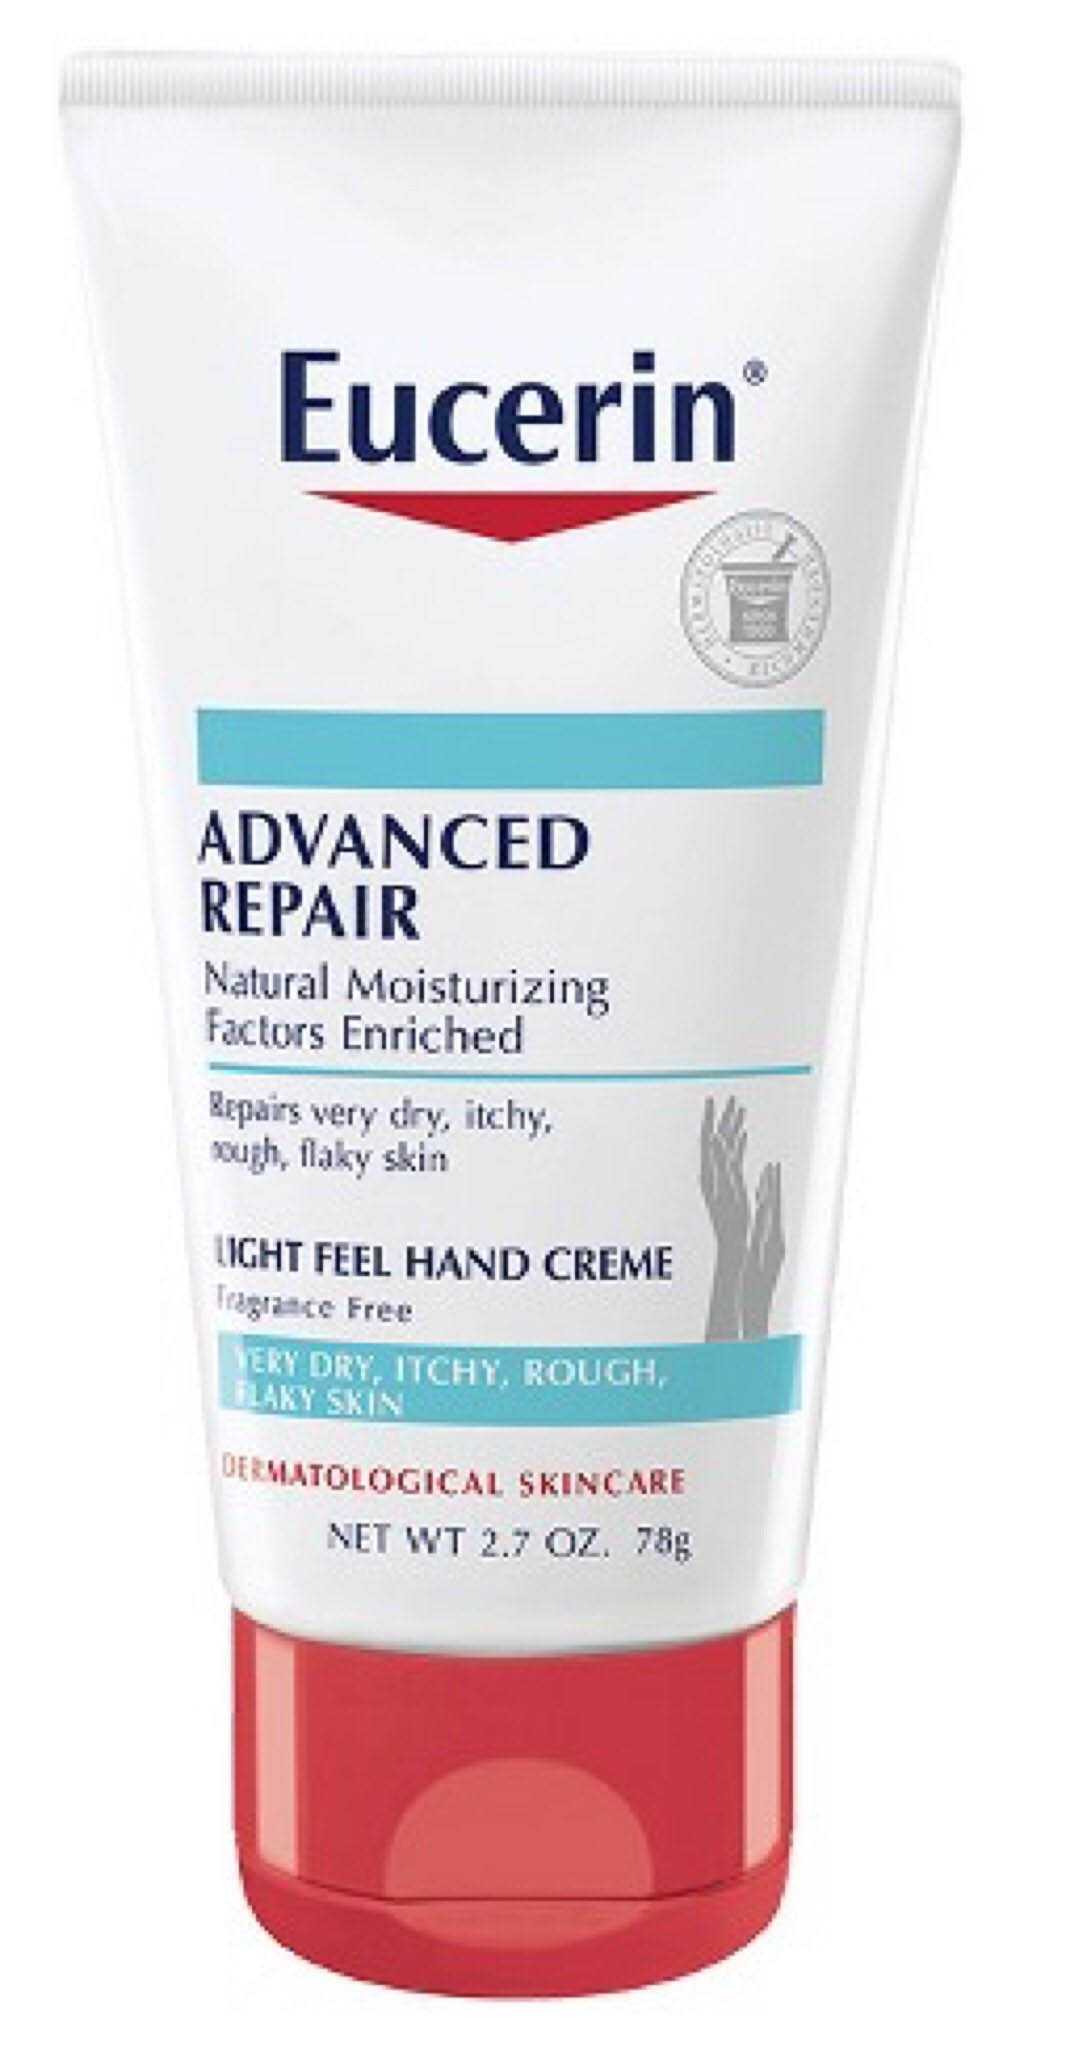 Eucerin®
ADVANCED
REPAIR
Natural Moisturizing
Factors Enriched
Repairs very dry, itchy,
rough, flaky skin
LIGHT FEEL HAND CREME
Fragrance Free
VERY DRY, ITCHY, ROUGH,
FLAKY SKIN
DERMATOLOGICAL SKINCARE
NET WT 2.7 OZ. 78g